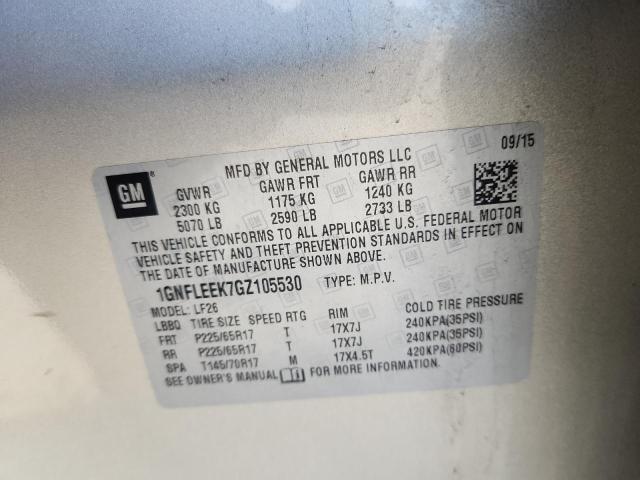 GM ®
MFD BY GENERAL MOTORS LLC 09/15
GVWR GAWR FRT GAWR RR
2300 KG 1175 KG 1240 KG
5070 LB 2590 LB 2733 LB
THIS VEHICLE CONFORMS TO ALL APPLICABLE U.S. FEDERAL MOTOR
VEHICLE SAFETY AND THEFT PREVENTION STANDARDS IN EFFECT ON
THE DATE OF MANUFACTURE SHOWN ABOVE.
1GNFLEEK7GZ105530 TYPE: M.P.V.
MODEL: LF26
LBBQ TIRE SIZE SPEED RTG RIM COLD TIRE PRESSURE
FRT P225/65R17 T 17X7J 240KPA(35PSI)
RR P225/65R17 T 17X7J 240KPA(35PSI)
SPA T145/70R17 M 17X4.5T 420KPA(60PSI)
SEE OWNER'S MANUAL FOR MORE INFORMATION.